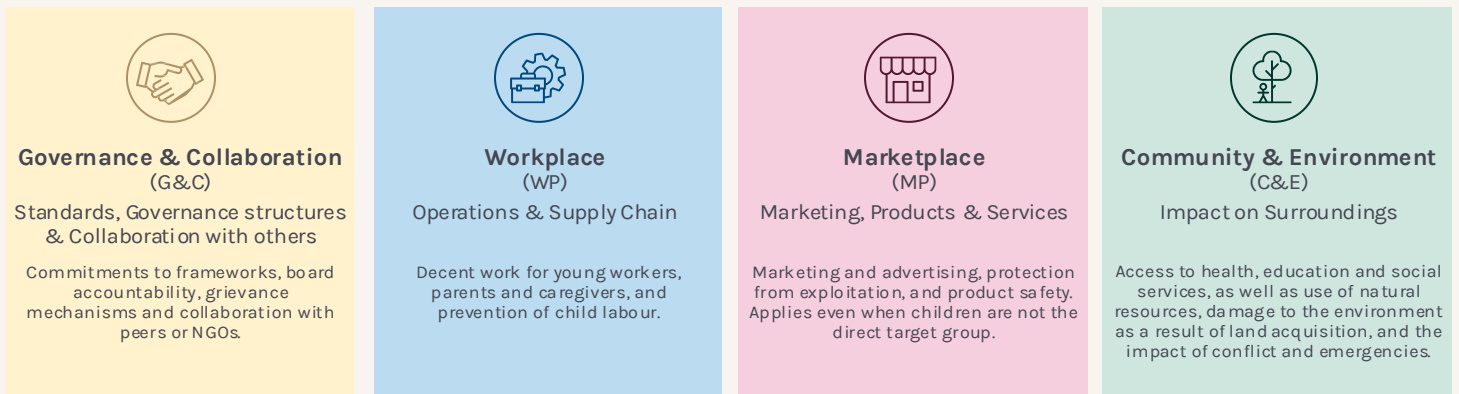 Governance & Collaboration
(G&C)
Standards, Governance structures
& Collaboration with others
Commitments to frameworks, board
accountability, grievance
mechanisms and collaboration with
peers or NGOs.
Workplace
(WP)
Operations & Supply Chain
Decent work for young workers,
parents and caregivers, and
prevention of child labour.
Marketplace
(MP)
Marketing, Products & Services
Marketing and advertising, protection
from exploitation, and product safety.
Applies even when children are not the
direct target group.
Community & Environment
(C&E)
Impact on Surroundings
Access to health, education and social
services, as well as use of natural
resources, damage to the environment
as a result of land acquisition, and the
impact of conflict and emergencies.